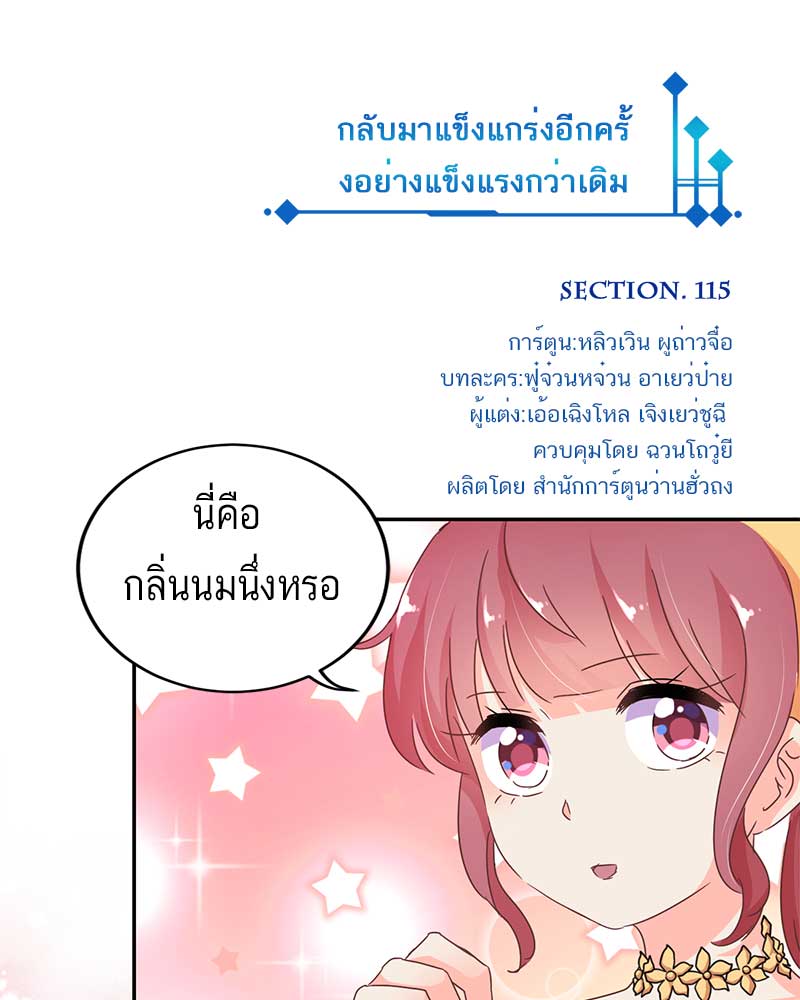 กลับมาแข็งแกร่งอีกครั้
งอย่างแข็งแรงกว่าเดิม
SECTION. 115
การ์ตูน:หลิวเวิน ผูถ่าวจื่อ
บทละคร:ฟู่จ๋วนหจ๋วน อาเยว่ป๋าย
ผู้แต่ง:เอ้อเฉิงโหล เจิงเยว่ชูฉี
ควบคุมโดย ฉวนโถวู๋ยี
ผลิตโดย สำนักการ์ตูนว่านฮั่วถง
นี่คือ
กลิ่นนมนึ่งหรอ